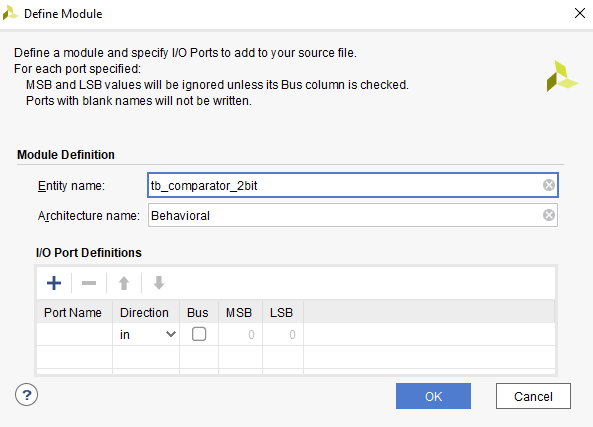 Define Module
Define a module and specify I/O Ports to add to your source file.
For each port specified:
MSB and LSB values will be ignored unless its Bus column is checked.
Ports with blank names will not be written.
Module Definition
Entity name: tb_comparator_2bit
Architecture name: Behavioral
I/O Port Definitions
Port Name Direction Bus MSB LSB
in 0 0
? OK Cancel